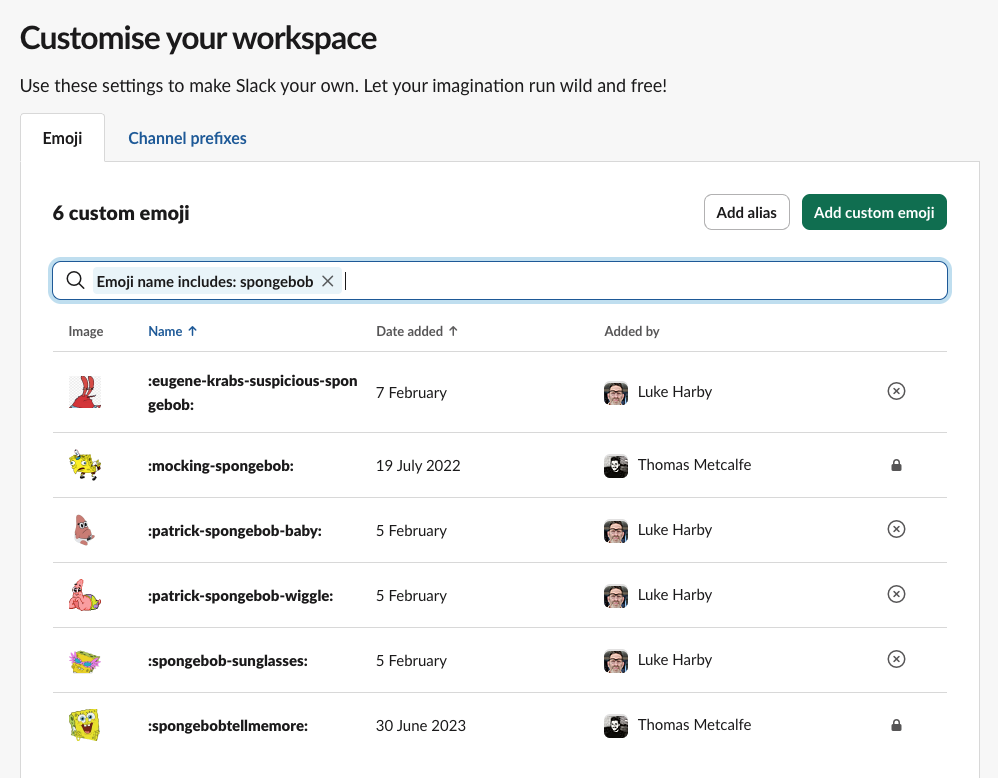 Customise your workspace
Use these settings to make Slack your own. Let your imagination run wild and free!
Emoji Channel prefixes
6 custom emoji Add alias Add custom emoji
Emoji name includes: spongebob
Image Name ↑ Date added ↑ Added by
:eugene-krabs-suspicious-spon
gebob: 7 February Luke Harby
:mocking-spongebob: 19 July 2022 Thomas Metcalfe
:patrick-spongebob-baby: 5 February Luke Harby
:patrick-spongebob-wiggle: 5 February Luke Harby
:spongebob-sunglasses: 5 February Luke Harby
:spongebobtellmemore: 30 June 2023 Thomas Metcalfe